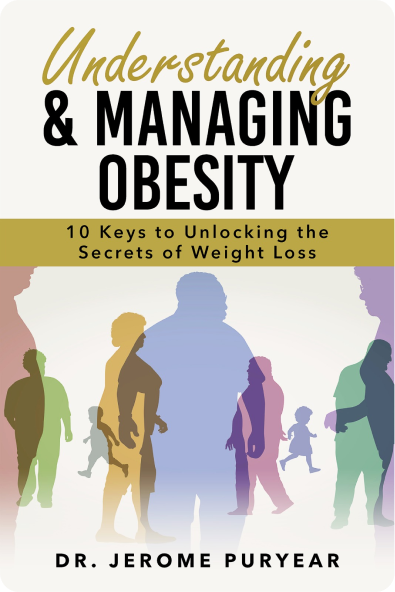 Understanding
& MANAGING
OBESITY
10 Keys to Unlocking the
Secrets of Weight Loss
DR. JEROME PURYEAR